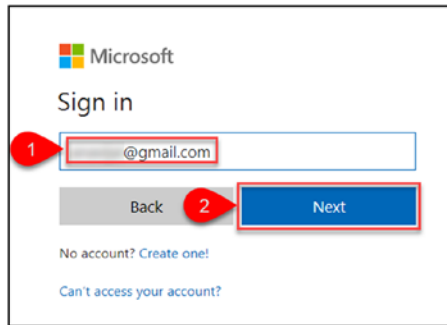 Microsoft
Sign in
1 @gmail.com
Back 2 Next
No account? Create one!
Can't access your account?